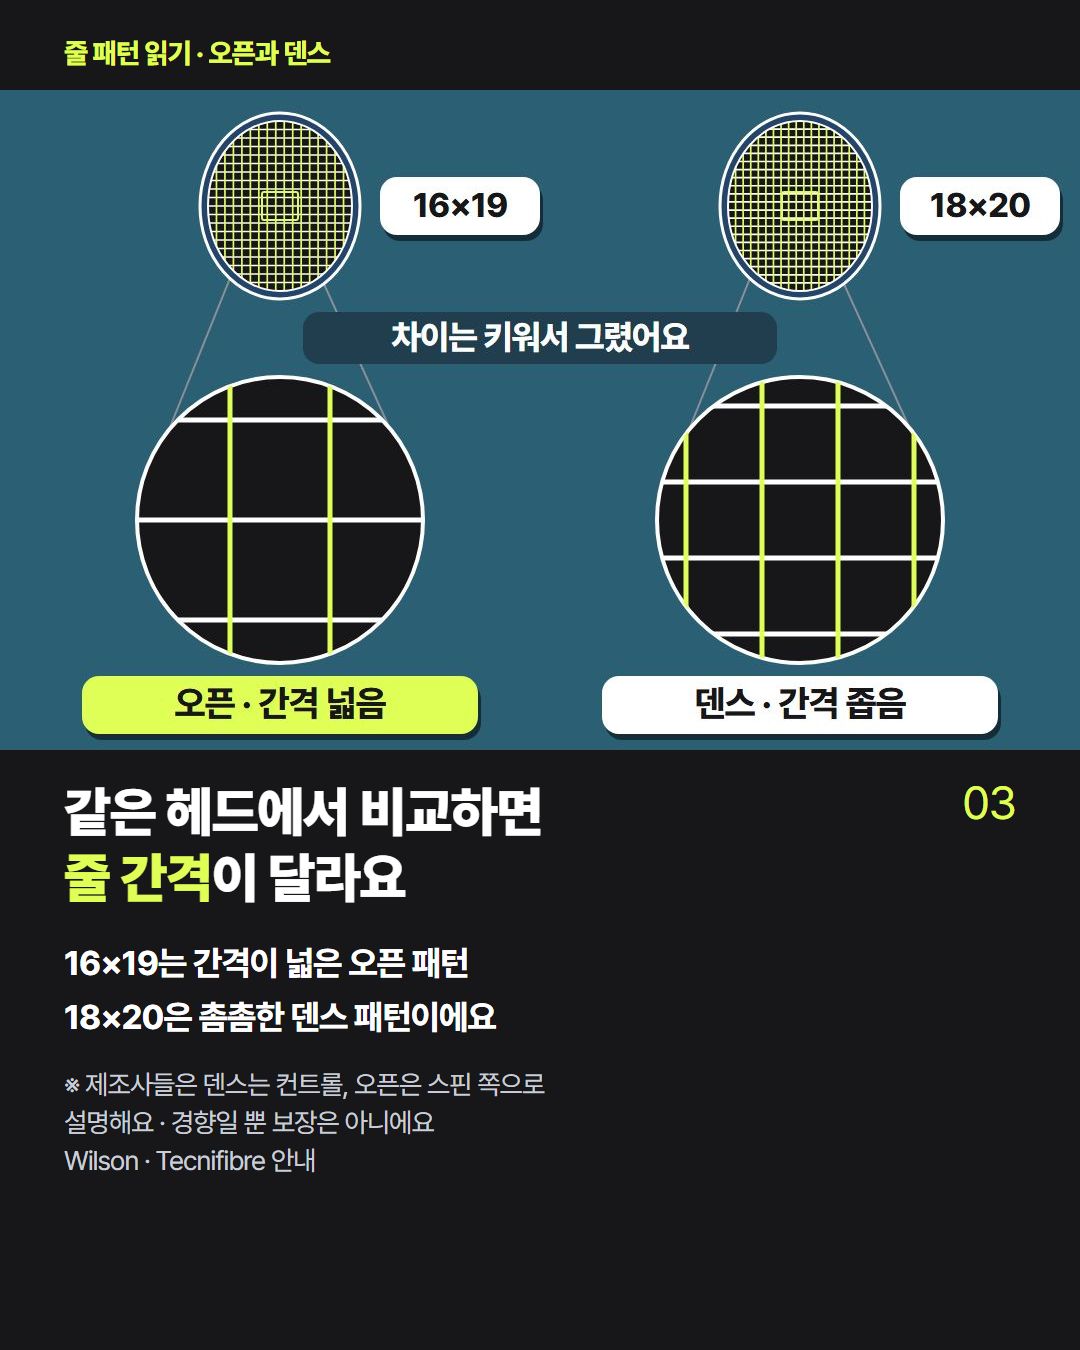 줄 패턴 읽기 · 오픈과 덴스
16×19
18×20
차이는 키워서 그렸어요
오픈 · 간격 넓음
덴스 · 간격 좁음
같은 헤드에서 비교하면
03
줄 간격이 달라요
16×19는 간격이 넓은 오픈 패턴
18×20은 촘촘한 덴스 패턴이에요
※ 제조사들은 덴스는 컨트롤, 오픈은 스핀 쪽으로
설명해요 · 경향일 뿐 보장은 아니에요
Wilson · Tecnifibre 안내